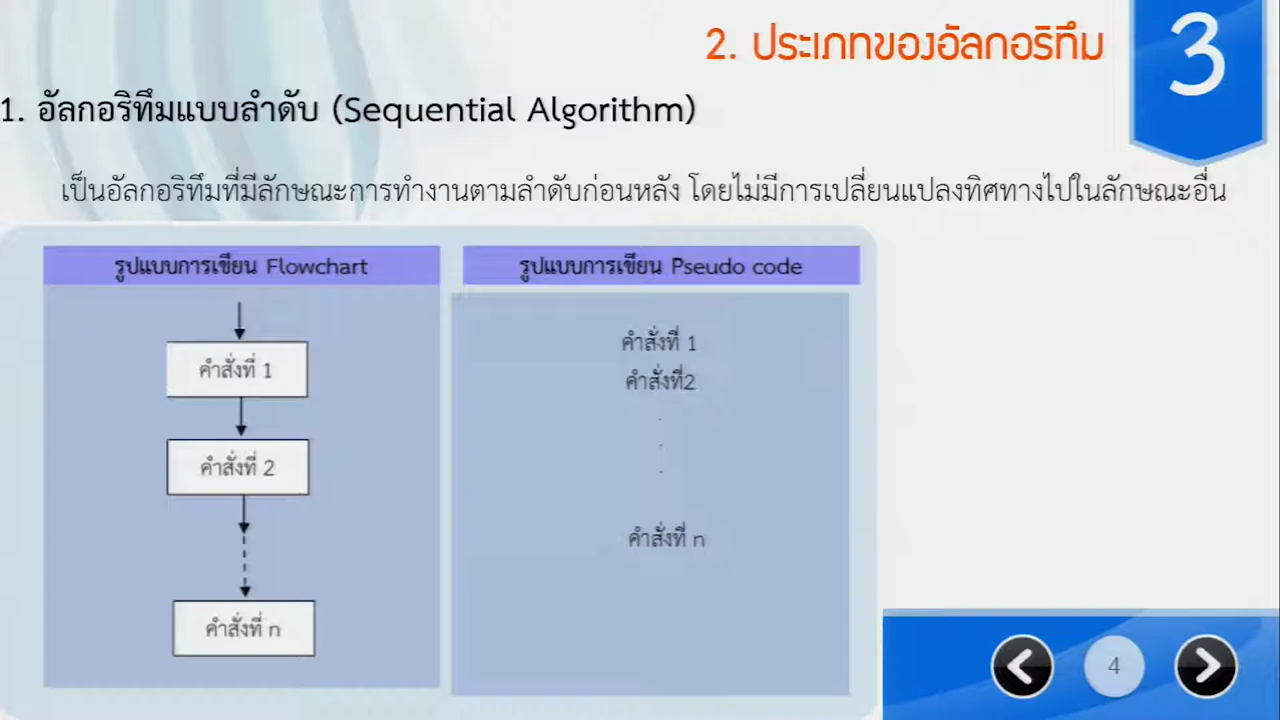 2. ประเภทของอัลกอริทึม
3
1. อัลกอริทึมแบบลำดับ (Sequential Algorithm)
เป็นอัลกอริทึมที่มีลักษณะการทำงานตามลำดับก่อนหลัง โดยไม่มีการเปลี่ยนแปลงทิศทางไปในลักษณะอื่น
รูปแบบการเขียน Flowchart
คำสั่งที่ 1
คำสั่งที่ 2
คำสั่งที่ n
รูปแบบการเขียน Pseudo code
คำสั่งที่ 1
คำสั่งที่2
.
.
.
คำสั่งที่ n
4